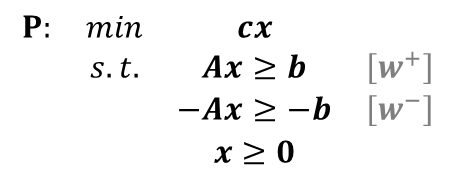 P: min cx
s.t. Ax ≥ b [w⁺]
−Ax ≥ −b [w⁻]
x ≥ 0